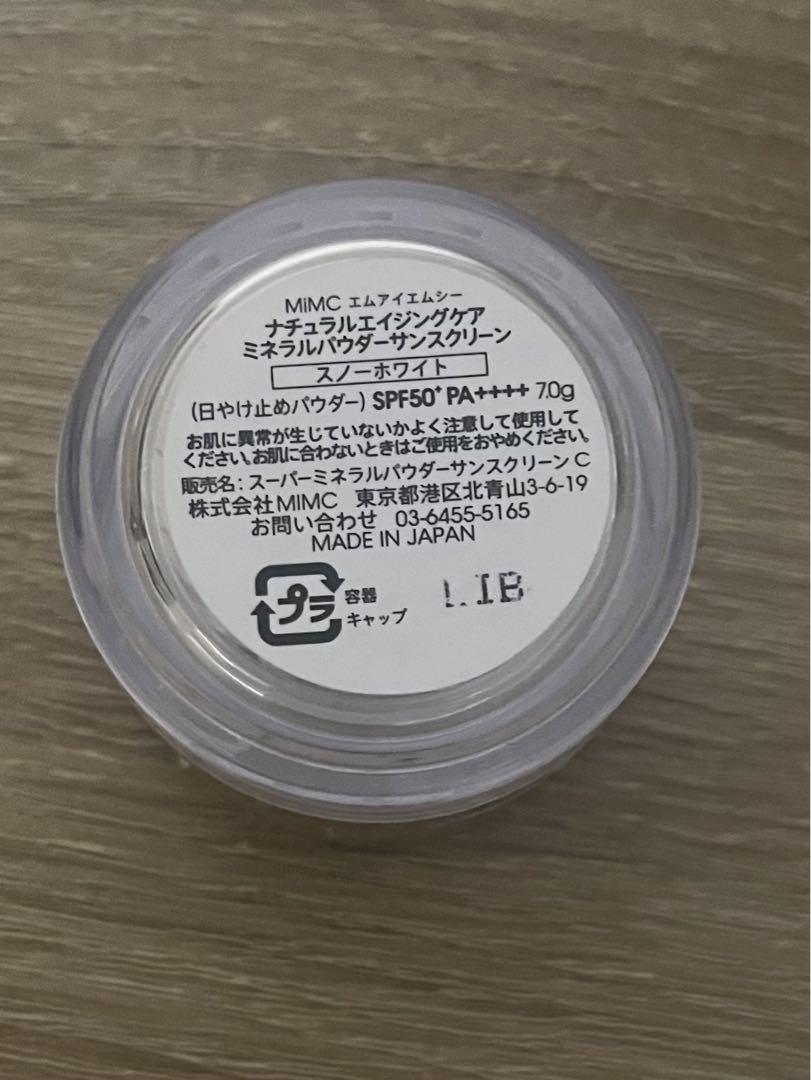 MiMC エムアイエムシー
ナチュラルエイジングケア
ミネラルパウダーサンスクリーン
スノーホワイト
(日やけ止めパウダー) SPF50+ PA++++ 7.0g
お肌に異常が生じていないかよく注意して使用して
ください。お肌に合わないときはご使用をおやめください。
販売名: スーパーミネラルパウダーサンスクリーン C
株式会社MIMC 東京都港区北青山3-6-19
お問い合わせ 03-6455-5165
MADE IN JAPAN
プラ 容器
キャップ